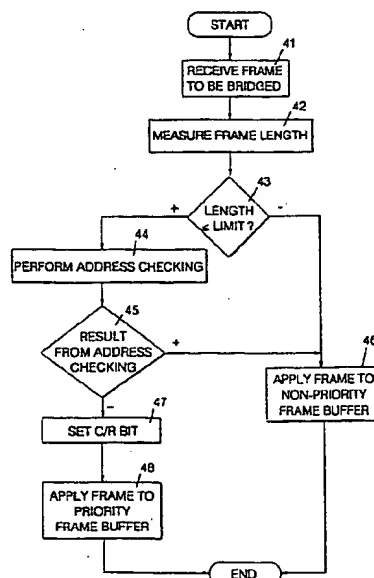 START
41
RECEIVE FRAME
TO BE BRIDGED
42
MEASURE FRAME LENGTH
43
LENGTH
≤ LIMIT?
+
-
44
PERFORM ADDRESS CHECKING
45
RESULT
FROM ADDRESS
CHECKING
+
-
46
APPLY FRAME TO
NON-PRIORITY
FRAME BUFFER
47
SET C/R BIT
48
APPLY FRAME TO
PRIORITY
FRAME BUFFER
END